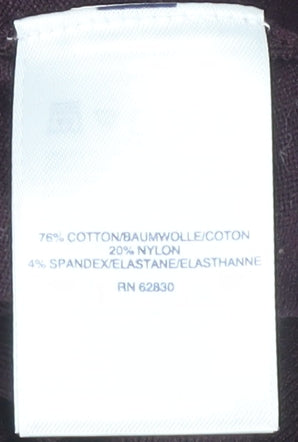 76% COTTON/BAUMWOLLE/COTON
20% NYLON
4% SPANDEX/ELASTANE/ELASTHANNE
RN 62830